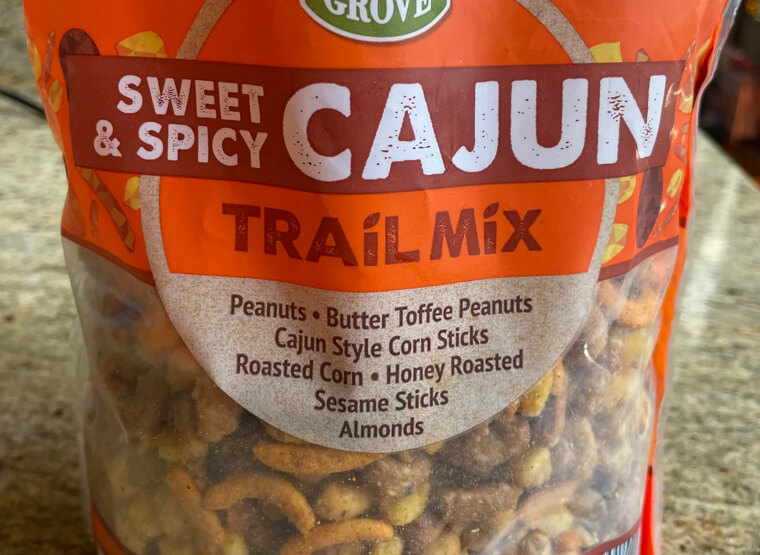 GROVE
SWEET
& SPICY
CAJUN
TRAIL MIX
Peanuts • Butter Toffee Peanuts
Cajun Style Corn Sticks
Roasted Corn • Honey Roasted
Sesame Sticks
Almonds